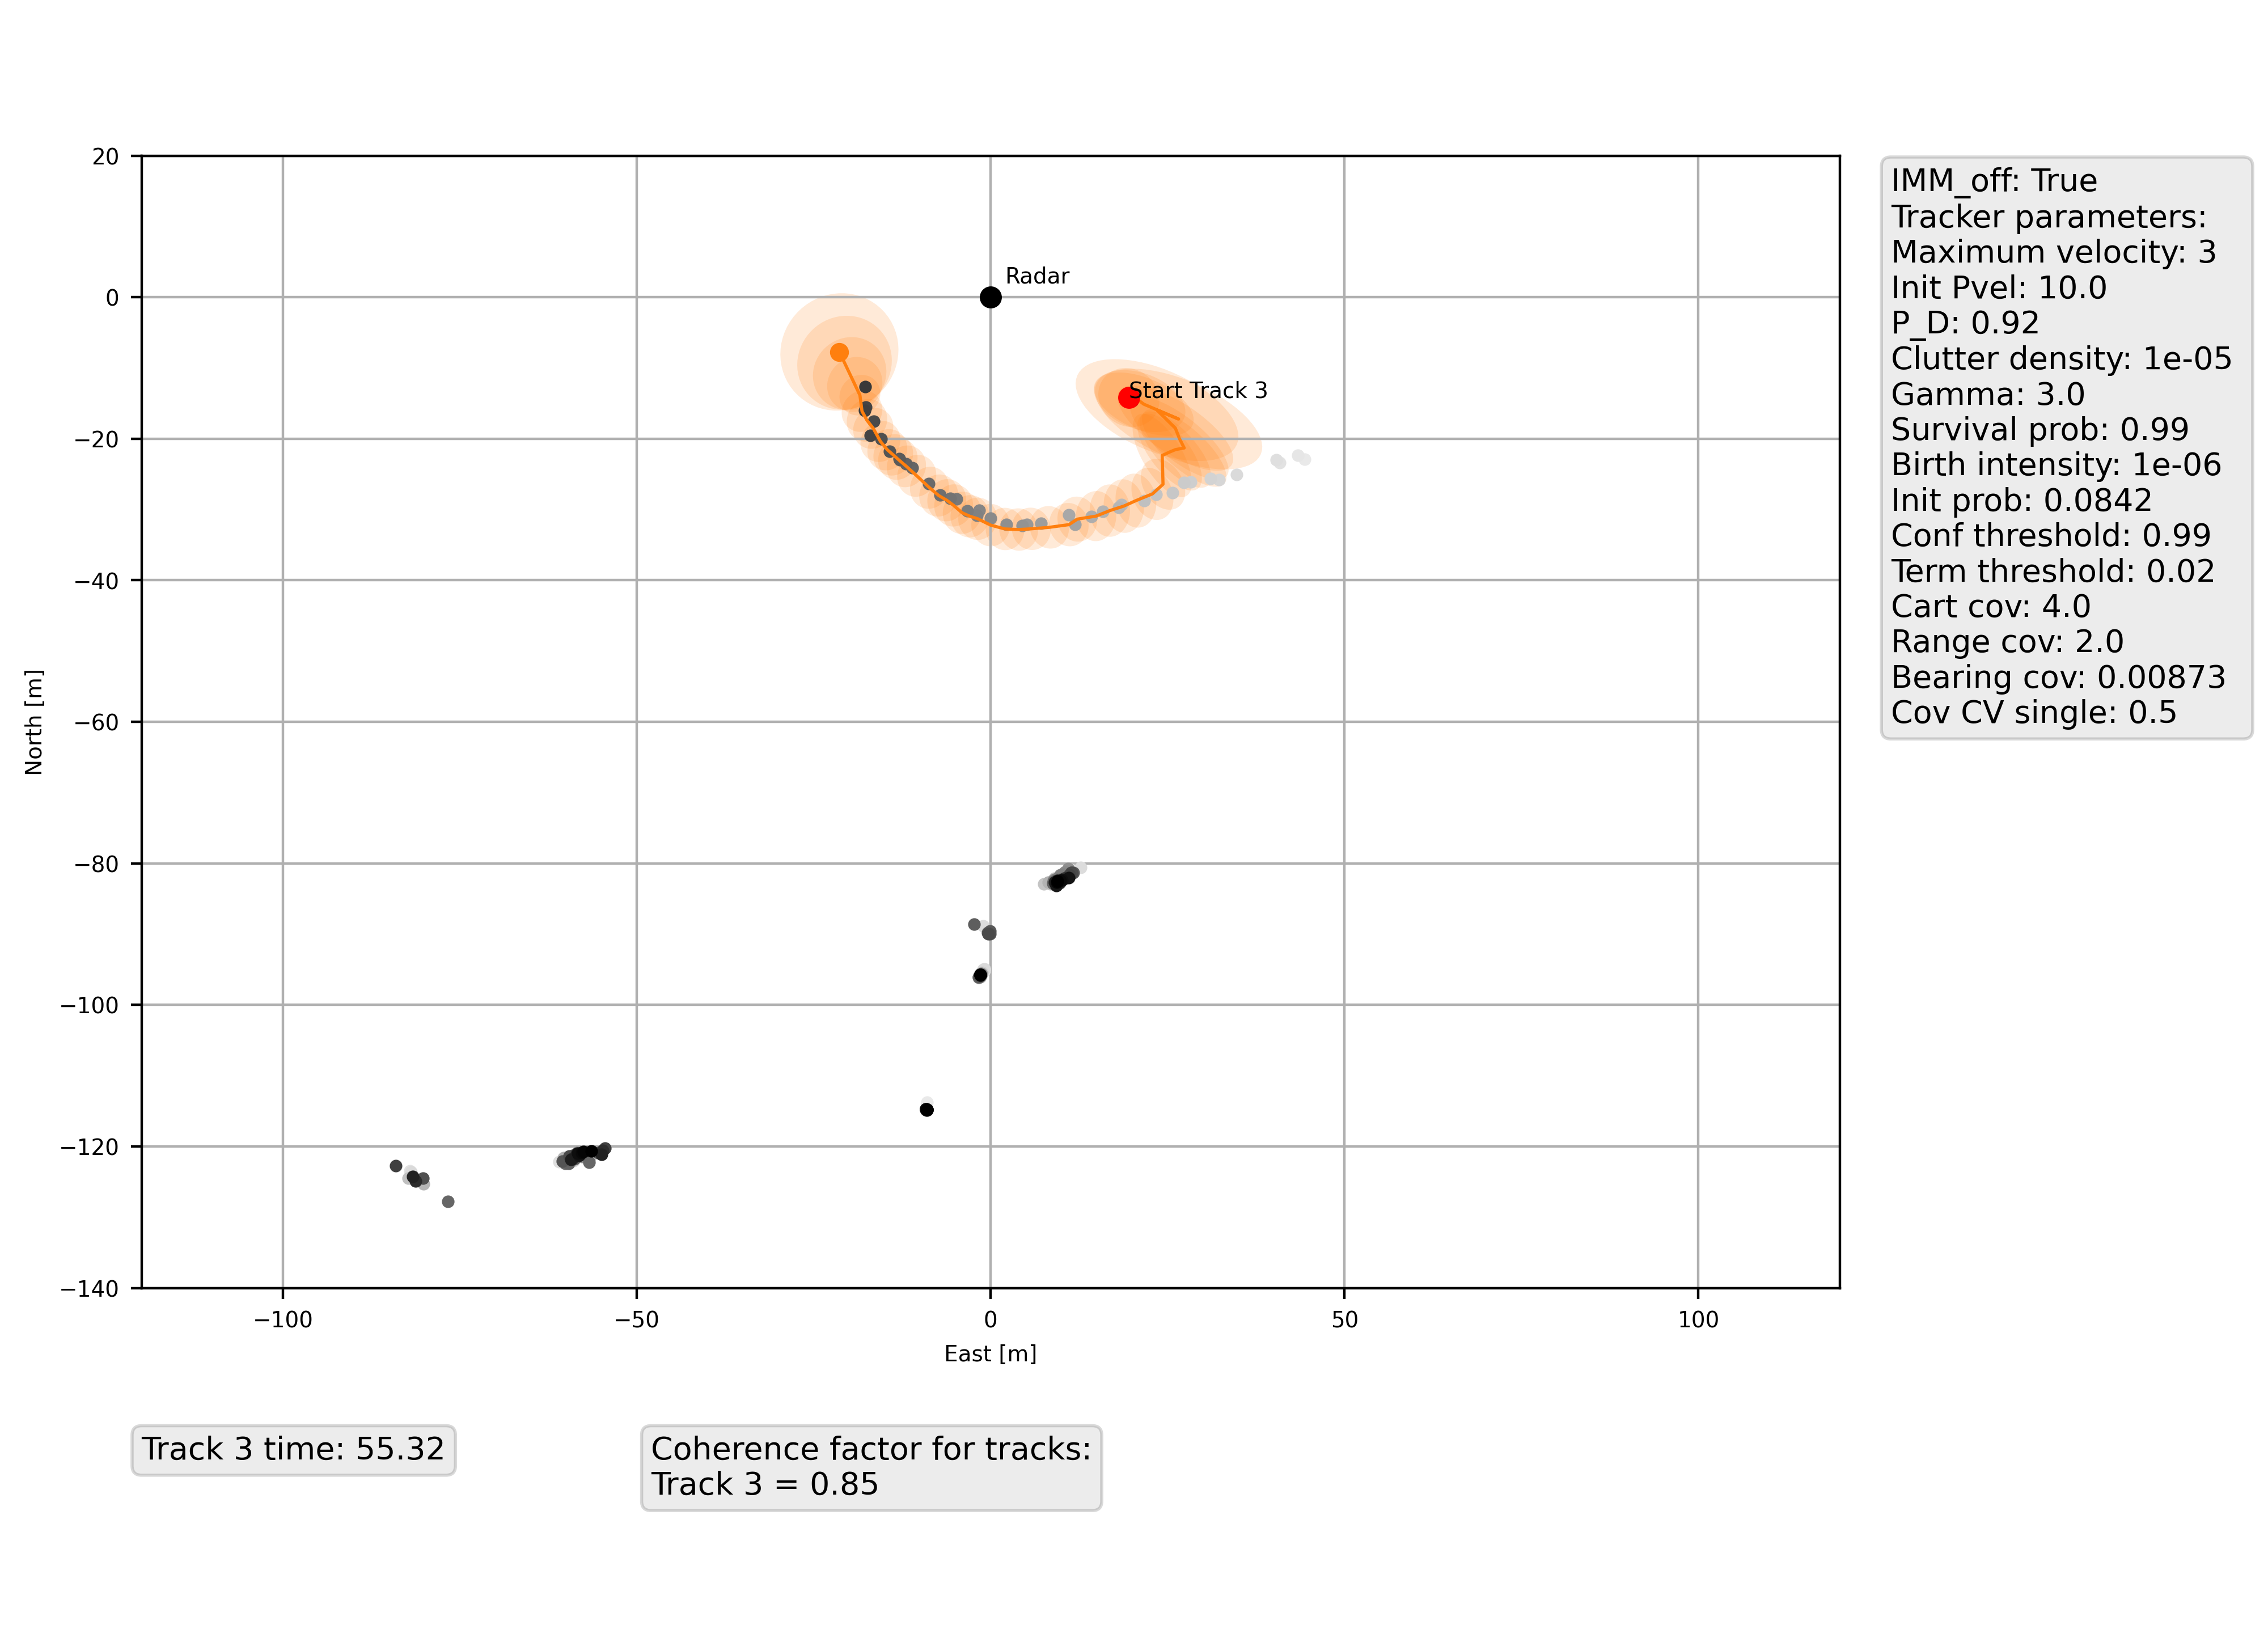 20
0
−20
−40
−60
−80
−100
−120
−140
North [m]
−100
−50
0
50
100
East [m]
Radar
Start Track 3
IMM_off: True
Tracker parameters:
Maximum velocity: 3
Init Pvel: 10.0
P_D: 0.92
Clutter density: 1e-05
Gamma: 3.0
Survival prob: 0.99
Birth intensity: 1e-06
Init prob: 0.0842
Conf threshold: 0.99
Term threshold: 0.02
Cart cov: 4.0
Range cov: 2.0
Bearing cov: 0.00873
Cov CV single: 0.5
Track 3 time: 55.32
Coherence factor for tracks:
Track 3 = 0.85